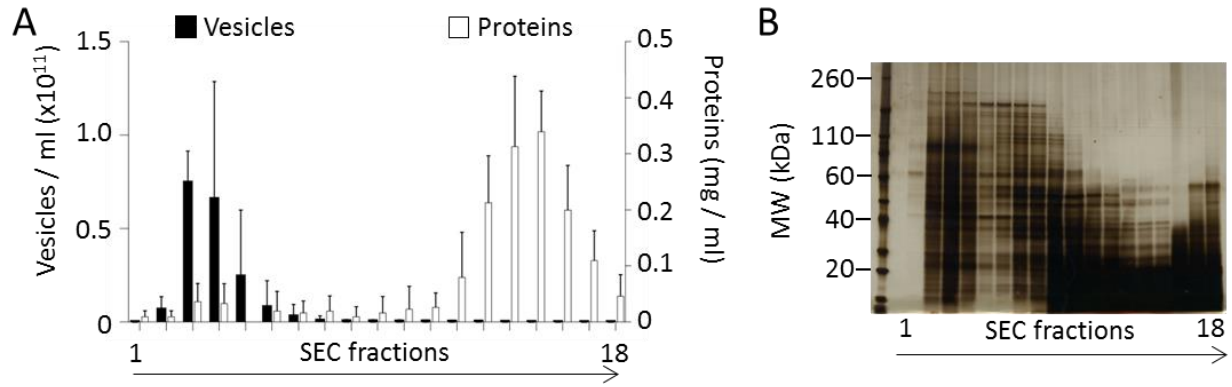 A
Vesicles
Proteins
1.5
1.0
0.5
0
Vesicles / ml (x10¹¹)
0.5
0.4
0.3
0.2
0.1
0
Proteins (mg / ml)
1
SEC fractions
18
B
260
110
60
40
20
MW (kDa)
1
SEC fractions
18